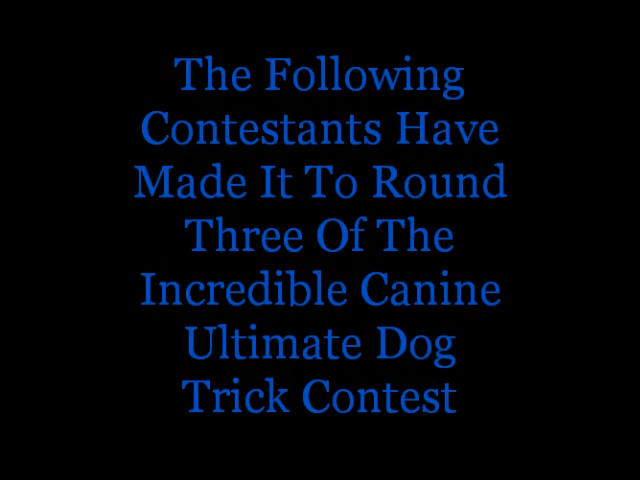 The Following
Contestants Have
Made It To Round
Three Of The
Incredible Canine
Ultimate Dog
Trick Contest